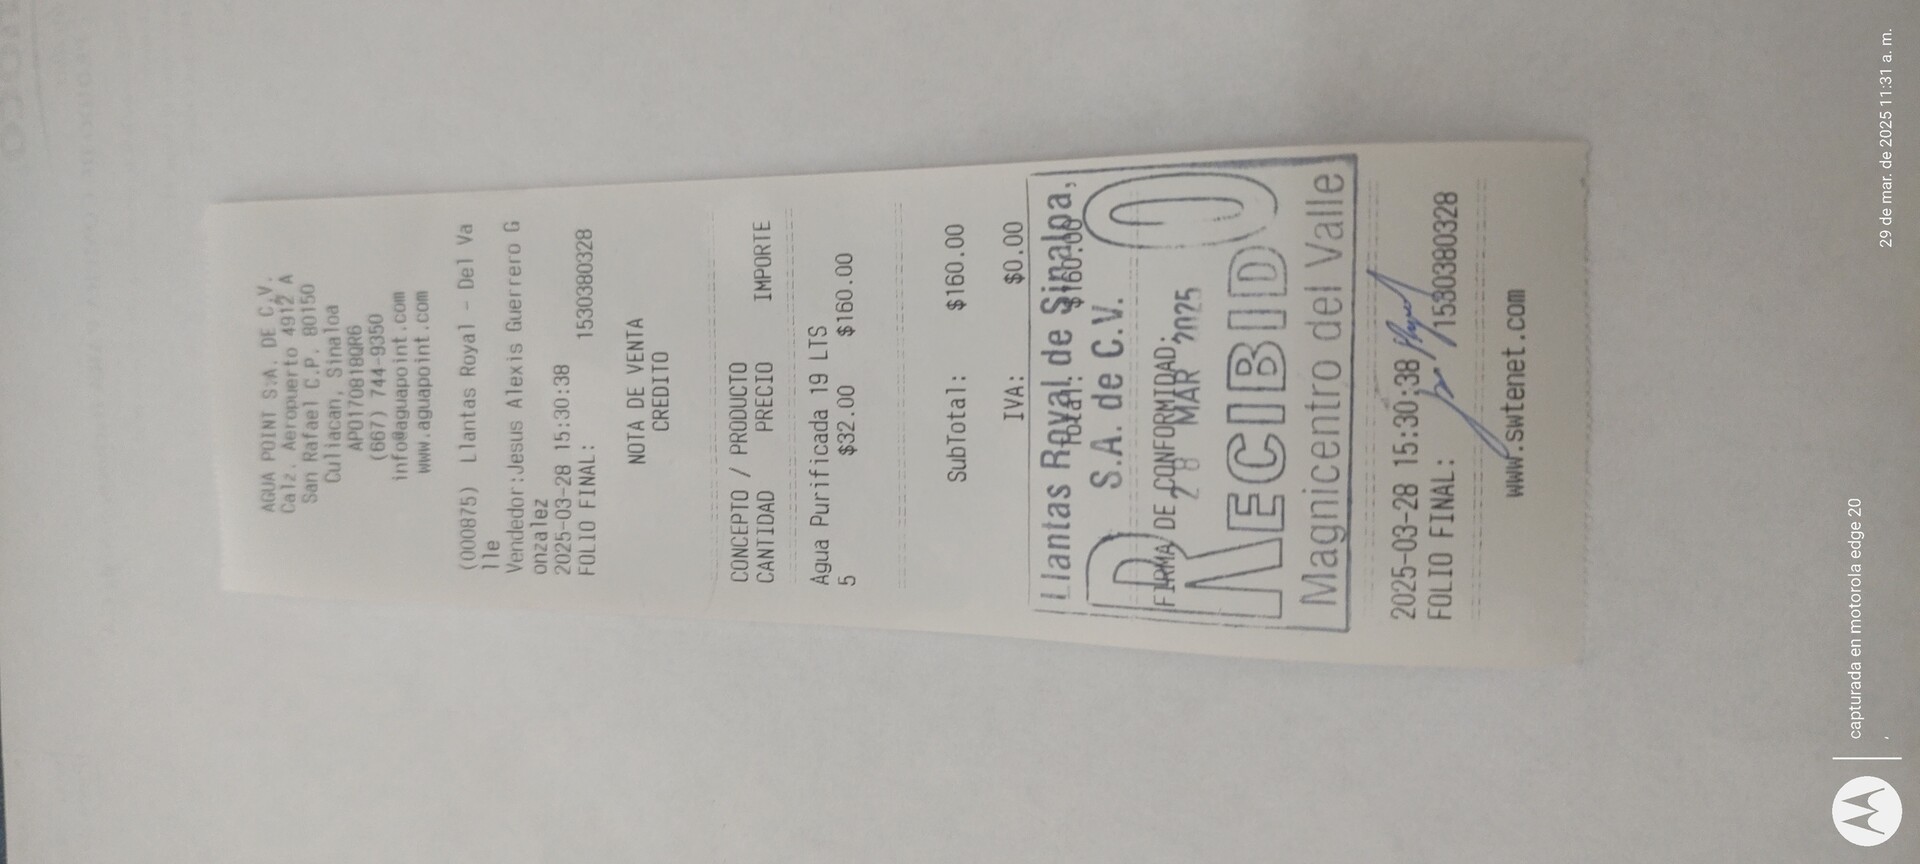 AGUA POINT S.A. DE C.V.
Calz. Aeropuerto 4912 A
San Rafael C.P. 80150
Culiacan, Sinaloa
APO170818QR6
(667) 744-9350
info@aguapoint.com
www.aguapoint.com
(000875) Llantas Royal - Del Va
lle
Vendedor:Jesus Alexis Guerrero G
onzalez
2025-03-28 15:30:38
FOLIO FINAL: 1530380328
NOTA DE VENTA
CREDITO
CONCEPTO / PRODUCTO
CANTIDAD PRECIO IMPORTE
Agua Purificada 19 LTS
5 $32.00 $160.00
SubTotal: $160.00
IVA: $0.00
Total: $160.00
Llantas Royal de Sinaloa,
S.A. de C.V.
FIRMA DE CONFORMIDAD:
28 MAR 2025
RECIBIDO
Magnicentro del Valle
2025-03-28 15:30:38
FOLIO FINAL: 1530380328
www.swtenet.com
capturada en motorola edge 20
29 de mar. de 2025 11:31 a. m.